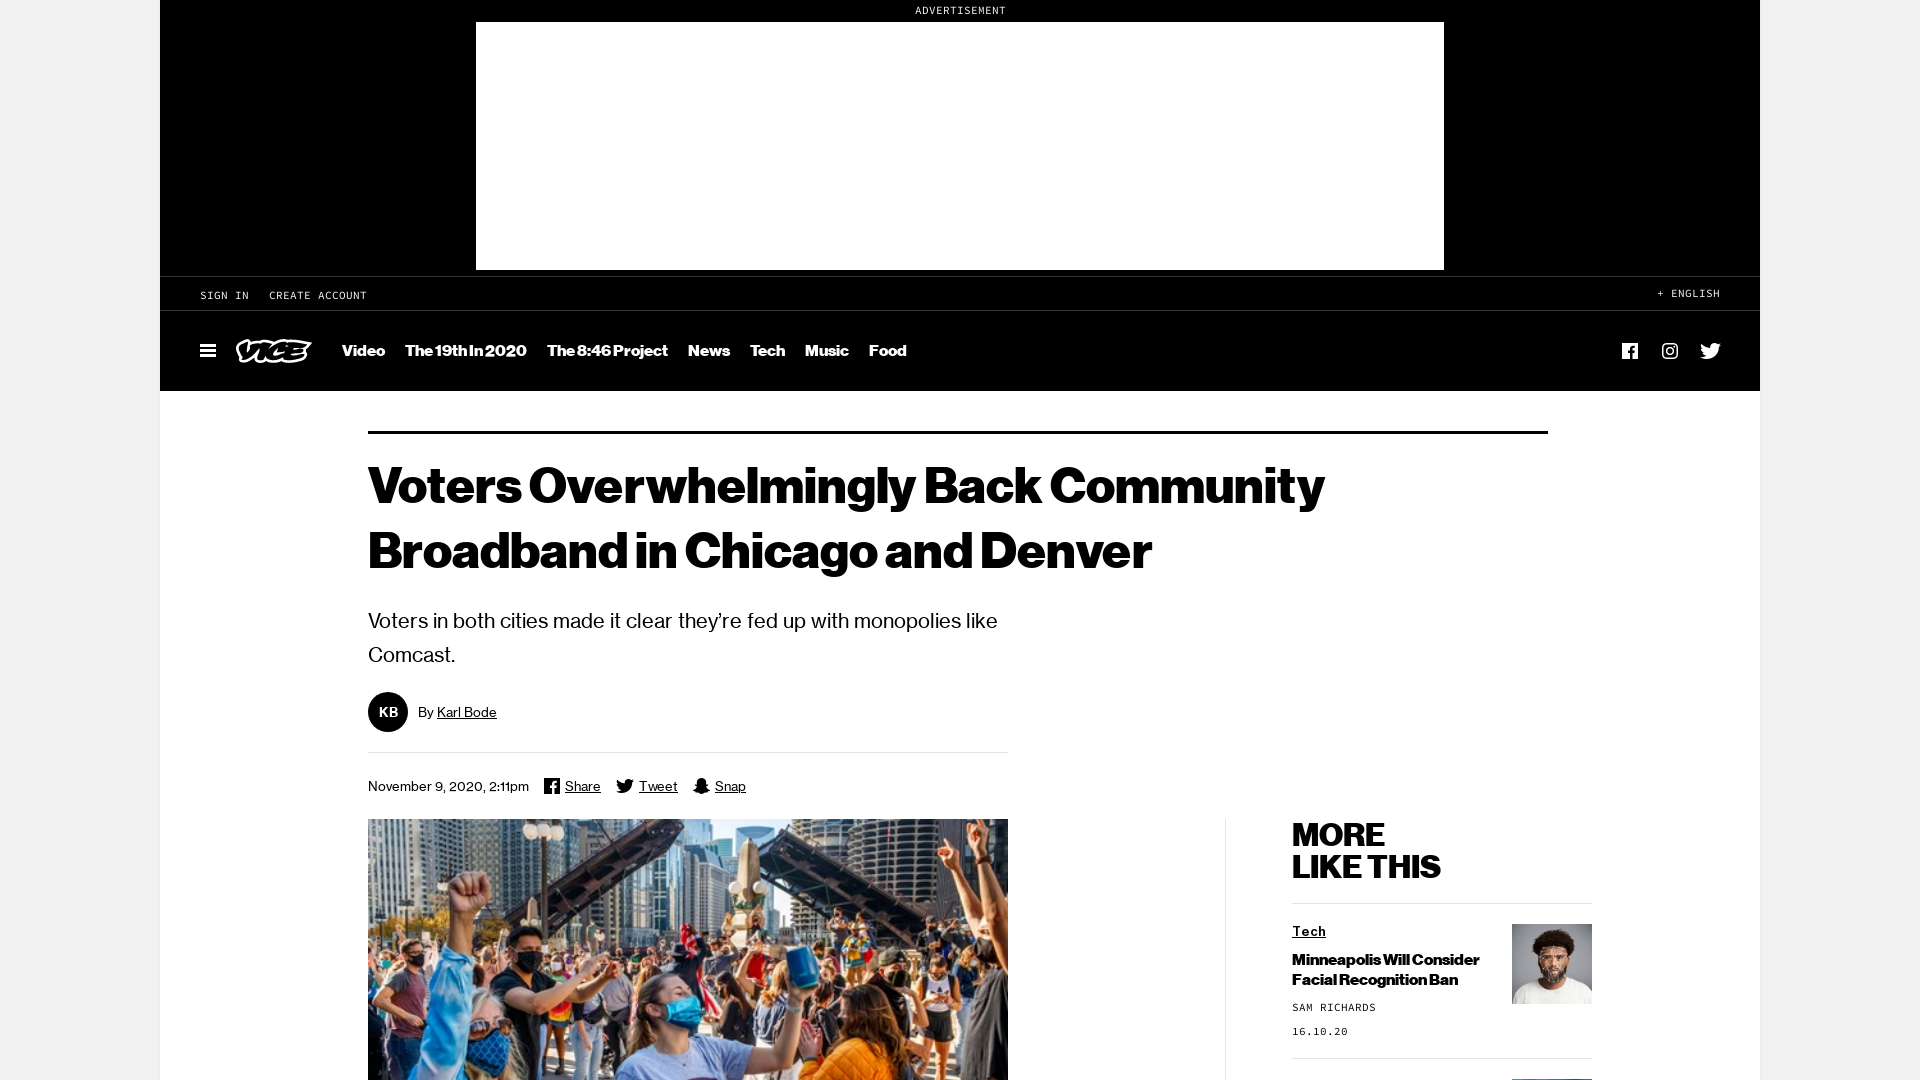 ADVERTISEMENT
SIGN IN CREATE ACCOUNT
+ ENGLISH
VICE
Video The 19th In 2020 The 8:46 Project News Tech Music Food
Voters Overwhelmingly Back Community
Broadband in Chicago and Denver
Voters in both cities made it clear they’re fed up with monopolies like
Comcast.
KB By Karl Bode
November 9, 2020, 2:11pm Share Tweet Snap
MORE
LIKE THIS
Tech
Minneapolis Will Consider
Facial Recognition Ban
SAM RICHARDS
16.10.20